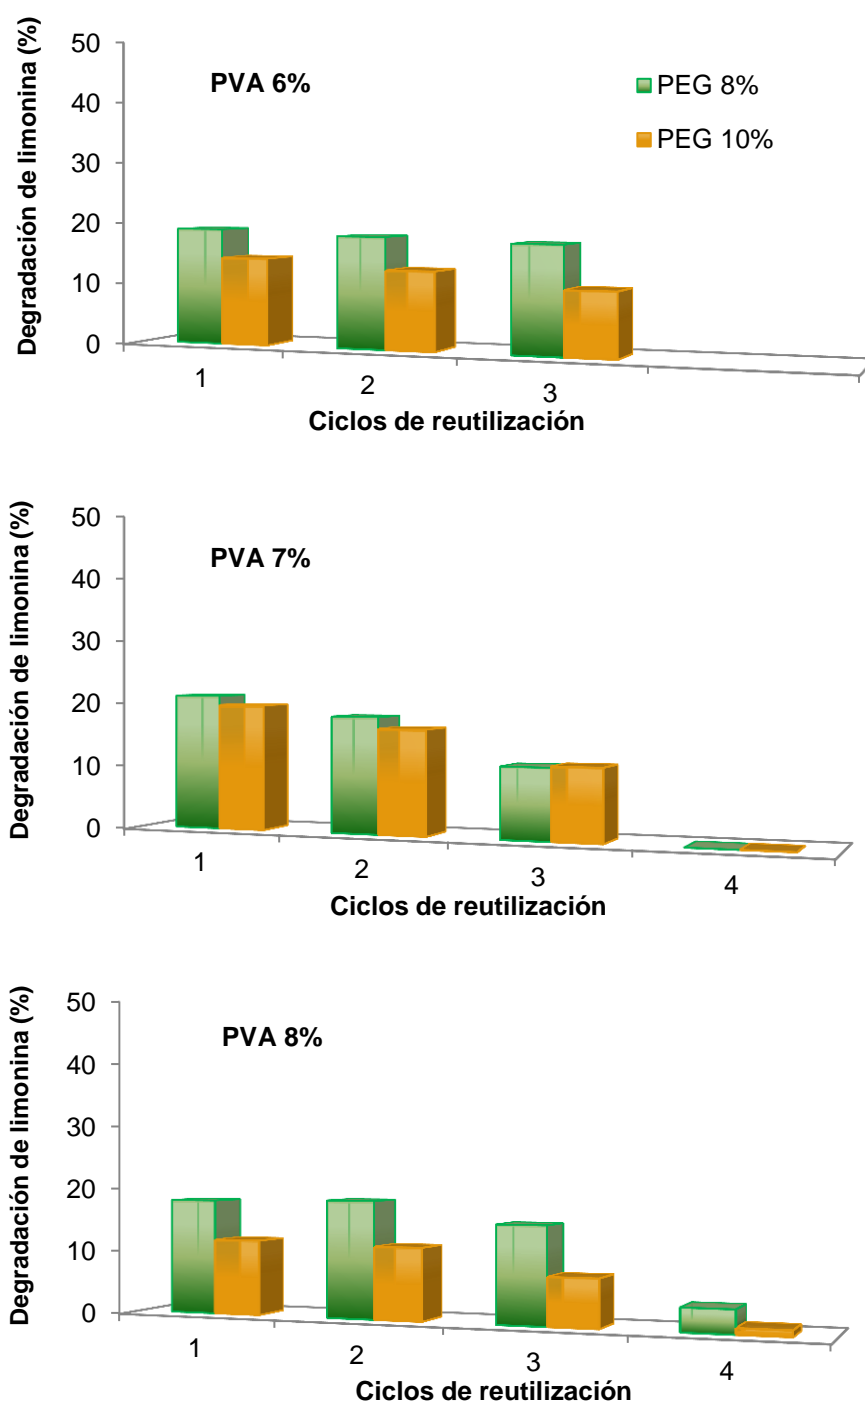 Degradación de limonina (%)
50
40
30
20
10
0
PVA 6%
PEG 8%
PEG 10%
1 2 3
Ciclos de reutilización
Degradación de limonina (%)
50
40
30
20
10
0
PVA 7%
1 2 3 4
Ciclos de reutilización
Degradación de limonina (%)
50
40
30
20
10
0
PVA 8%
1 2 3 4
Ciclos de reutilización